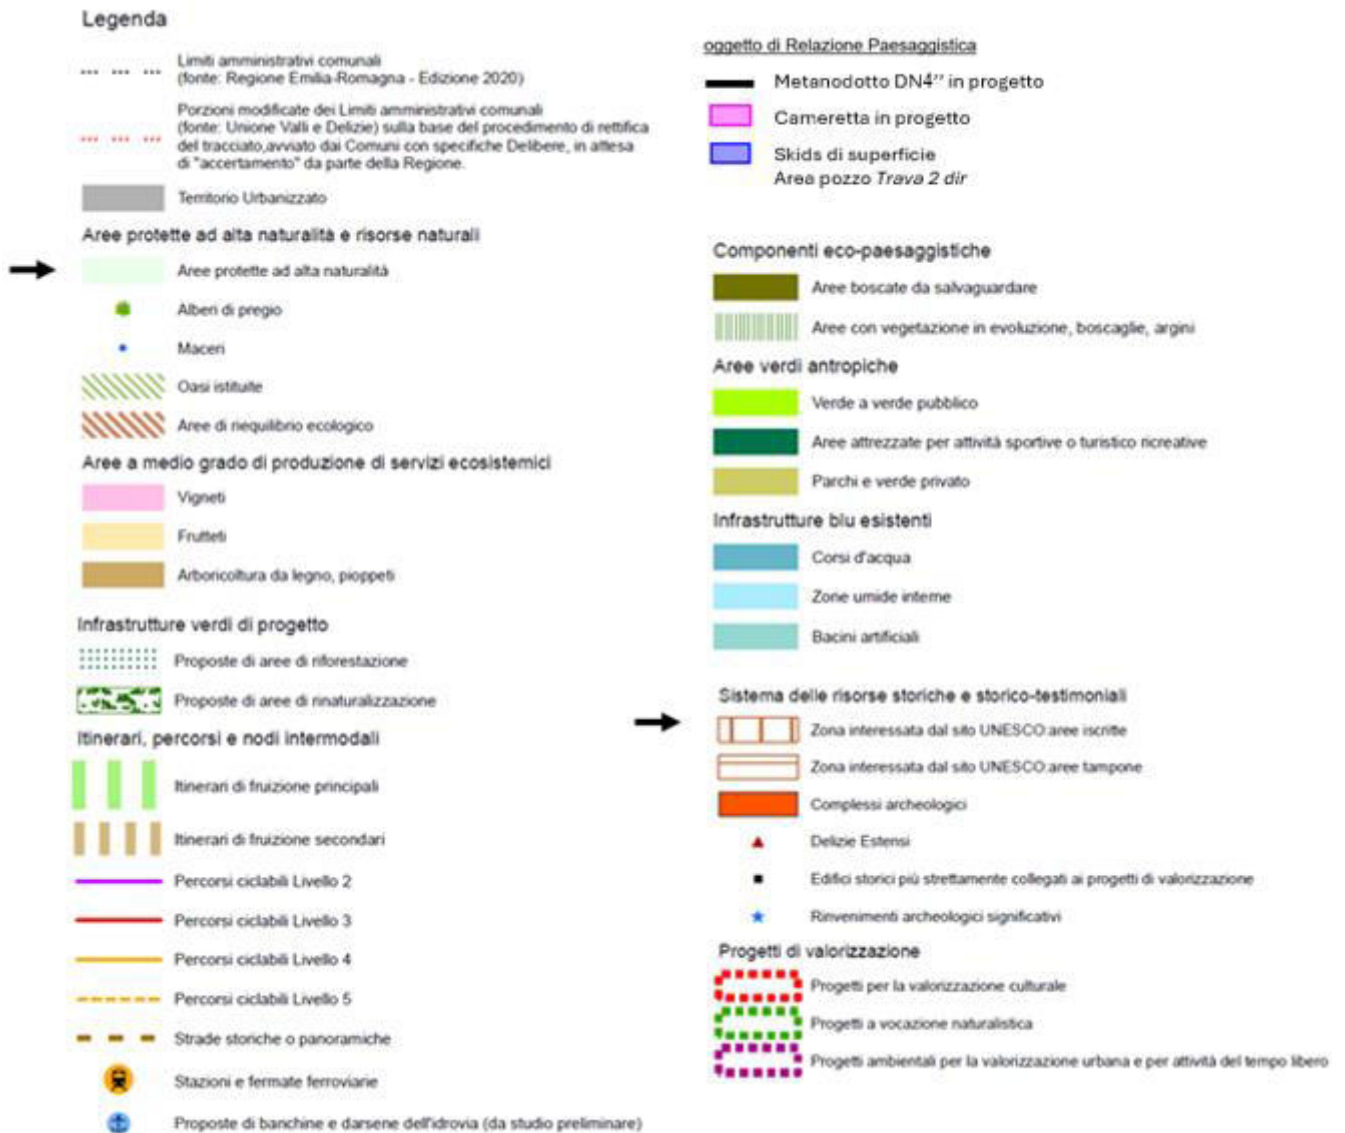 Legenda
Limiti amministrativi comunali
(fonte: Regione Emilia-Romagna - Edizione 2020)
Porzioni modificate dei Limiti amministrativi comunali
(fonte: Unione Valli e Delizie) sulla base del procedimento di rettifica
del tracciato,avviato dai Comuni con specifiche Delibere, in attesa
di "accertamento" da parte della Regione.
Territorio Urbanizzato
Aree protette ad alta naturalità e risorse naturali
Aree protette ad alta naturalità
Alberi di pregio
Maceri
Oasi istituite
Aree di riequilibrio ecologico
Aree a medio grado di produzione di servizi ecosistemici
Vigneti
Frutteti
Arboricoltura da legno, pioppeti
Infrastrutture verdi di progetto
Proposte di aree di riforestazione
Proposte di aree di rinaturalizzazione
Itinerari, percorsi e nodi intermodali
Itinerari di fruizione principali
Itinerari di fruizione secondari
Percorsi ciclabili Livello 2
Percorsi ciclabili Livello 3
Percorsi ciclabili Livello 4
Percorsi ciclabili Livello 5
Strade storiche o panoramiche
Stazioni e fermate ferroviarie
Proposte di banchine e darsene dell'idrovia (da studio preliminare)
oggetto di Relazione Paesaggistica
Metanodotto DN4'' in progetto
Cameretta in progetto
Skids di superficie
Area pozzo Trava 2 dir
Componenti eco-paesaggistiche
Aree boscate da salvaguardare
Aree con vegetazione in evoluzione, boscaglie, argini
Aree verdi antropiche
Verde a verde pubblico
Aree attrezzate per attività sportive o turistico ricreative
Parchi e verde privato
Infrastrutture blu esistenti
Corsi d'acqua
Zone umide interne
Bacini artificiali
Sistema delle risorse storiche e storico-testimoniali
Zona interessata dal sito UNESCO:aree iscritte
Zona interessata dal sito UNESCO:aree tampone
Complessi archeologici
Delizie Estensi
Edifici storici più strettamente collegati ai progetti di valorizzazione
Rinvenimenti archeologici significativi
Progetti di valorizzazione
Progetti per la valorizzazione culturale
Progetti a vocazione naturalistica
Progetti ambientali per la valorizzazione urbana e per attività del tempo libero